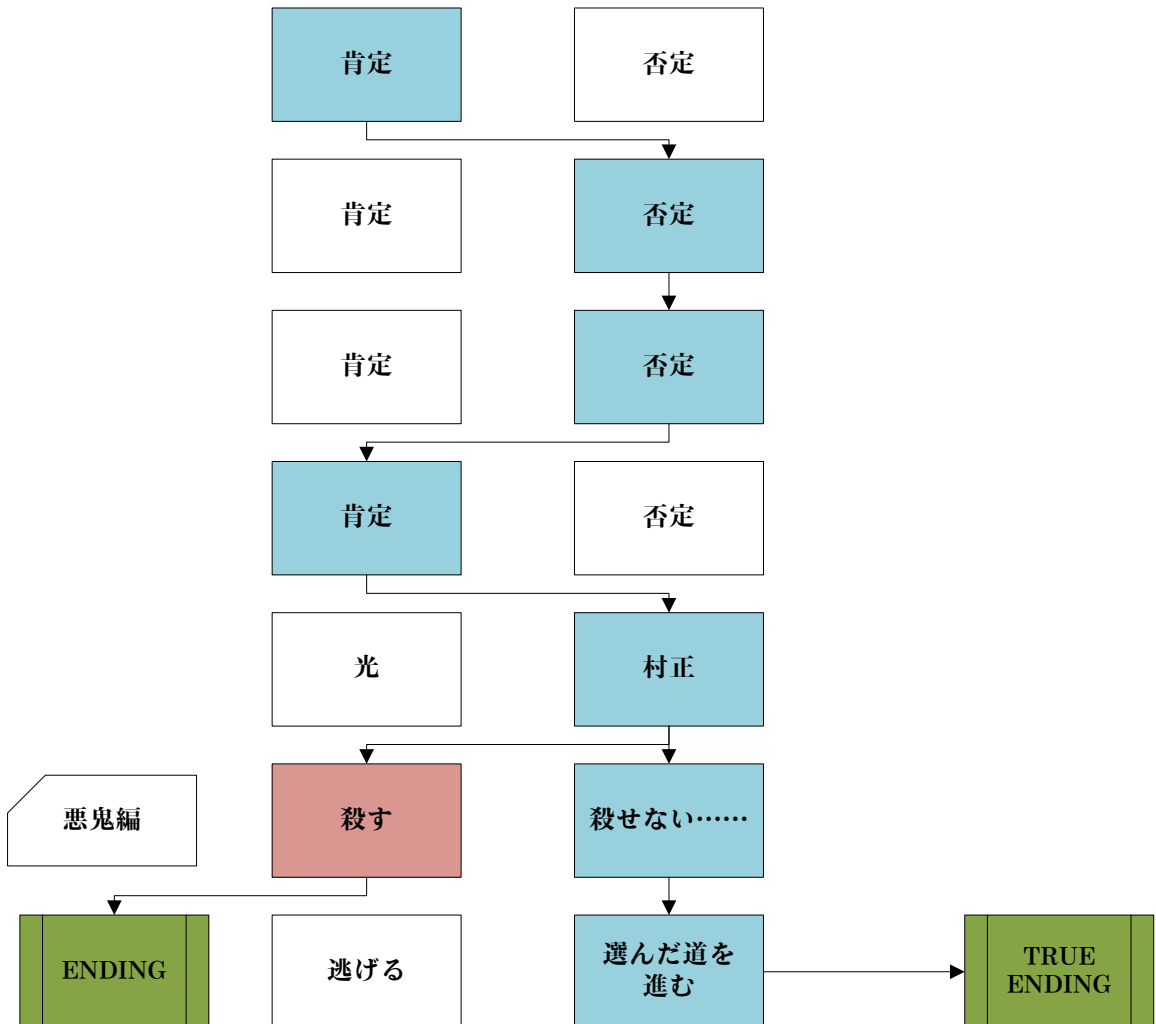 肯定
否定
肯定
否定
肯定
否定
肯定
否定
光
村正
悪鬼編
殺す
殺せない……
ENDING
逃げる
選んだ道を
進む
TRUE
ENDING